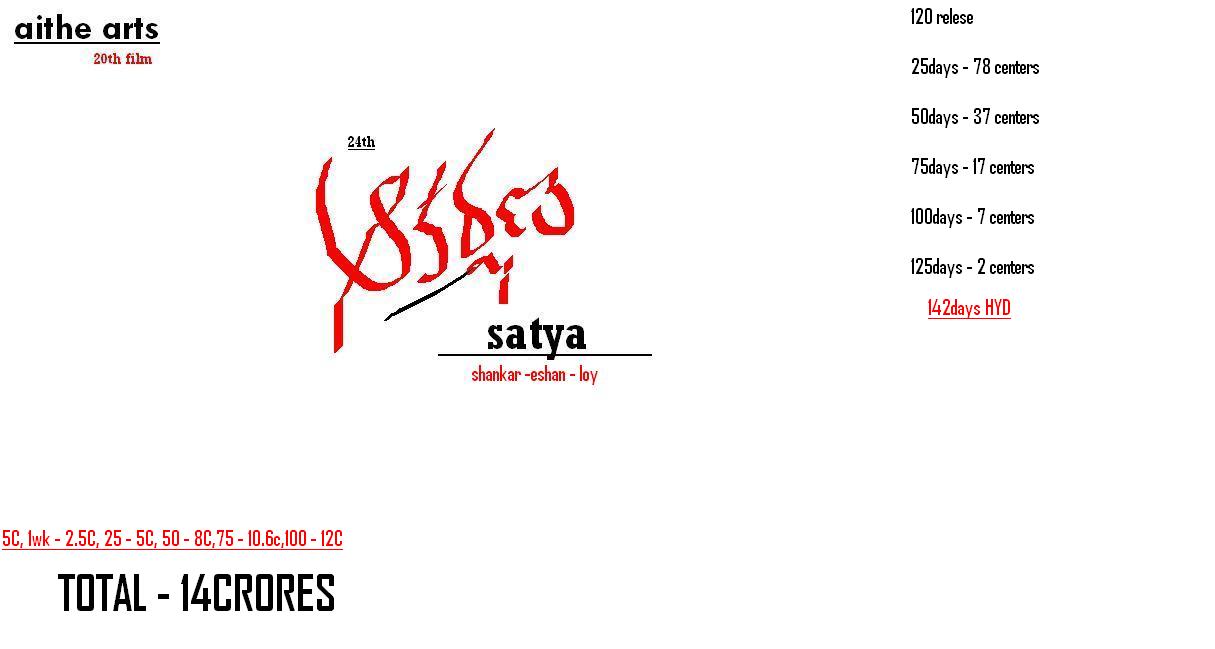 aithe arts
20th film
24th
satya
shankar -eshan - loy
120 relese
25days - 78 centers
50days - 37 centers
75days - 17 centers
100days - 7 centers
125days - 2 centers
142days HYD
5C, 1wk - 2.5C, 25 - 5C, 50 - 8C,75 - 10.6c,100 - 12C
TOTAL - 14CRORES